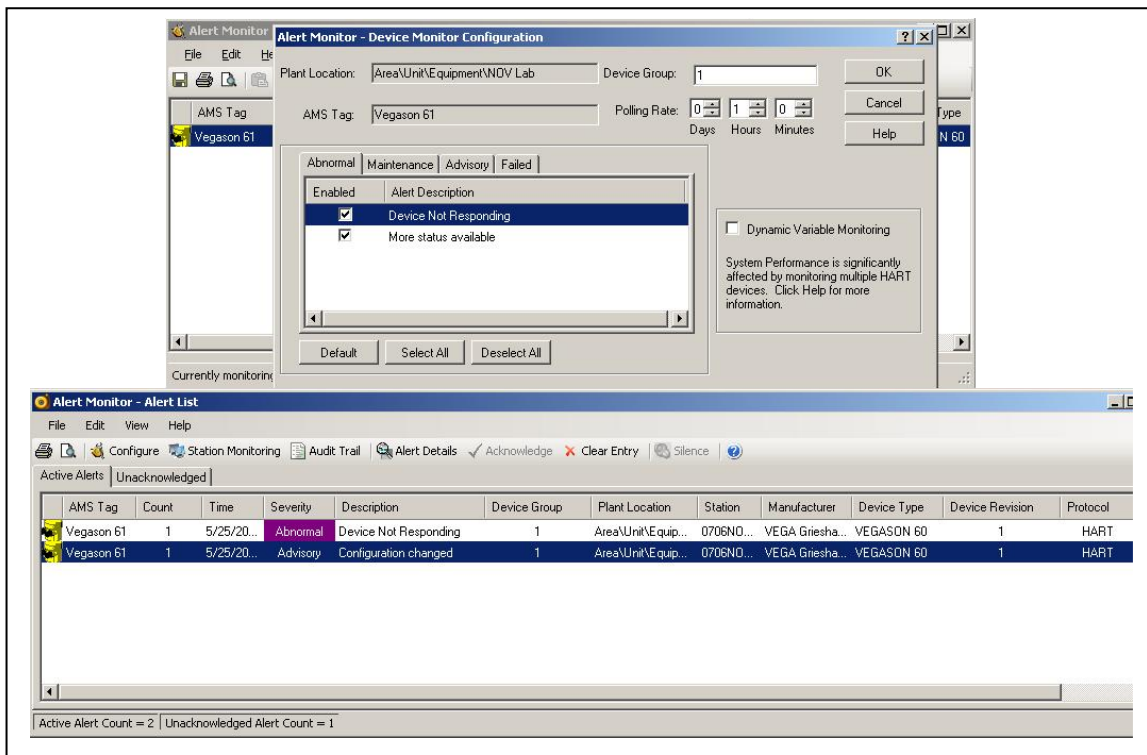 Alert Monitor
File Edit He
AMS Tag
Vegason 61
Type
N 60
Currently monitoring
Alert Monitor - Device Monitor Configuration
Plant Location: Area\Unit\Equipment\NOV Lab
Device Group: 1
OK
AMS Tag: Vegason 61
Polling Rate: 0 1 0
Days Hours Minutes
Cancel
Help
Abnormal Maintenance Advisory Failed
Enabled Alert Description
Device Not Responding
More status available
Default Select All Deselect All
Dynamic Variable Monitoring
System Performance is significantly
affected by monitoring multiple HART
devices. Click Help for more
information.
Alert Monitor - Alert List
File Edit View Help
Configure Station Monitoring Audit Trail Alert Details Acknowledge Clear Entry Silence
Active Alerts Unacknowledged
AMS Tag Count Time Severity Description Device Group Plant Location Station Manufacturer Device Type Device Revision Protocol
Vegason 61 1 5/25/20... Abnormal Device Not Responding 1 Area\Unit\Equip... 0706NO... VEGA Griesha... VEGASON 60 1 HART
Vegason 61 1 5/25/20... Advisory Configuration changed 1 Area\Unit\Equip... 0706NO... VEGA Griesha... VEGASON 60 1 HART
Active Alert Count = 2 Unacknowledged Alert Count = 1